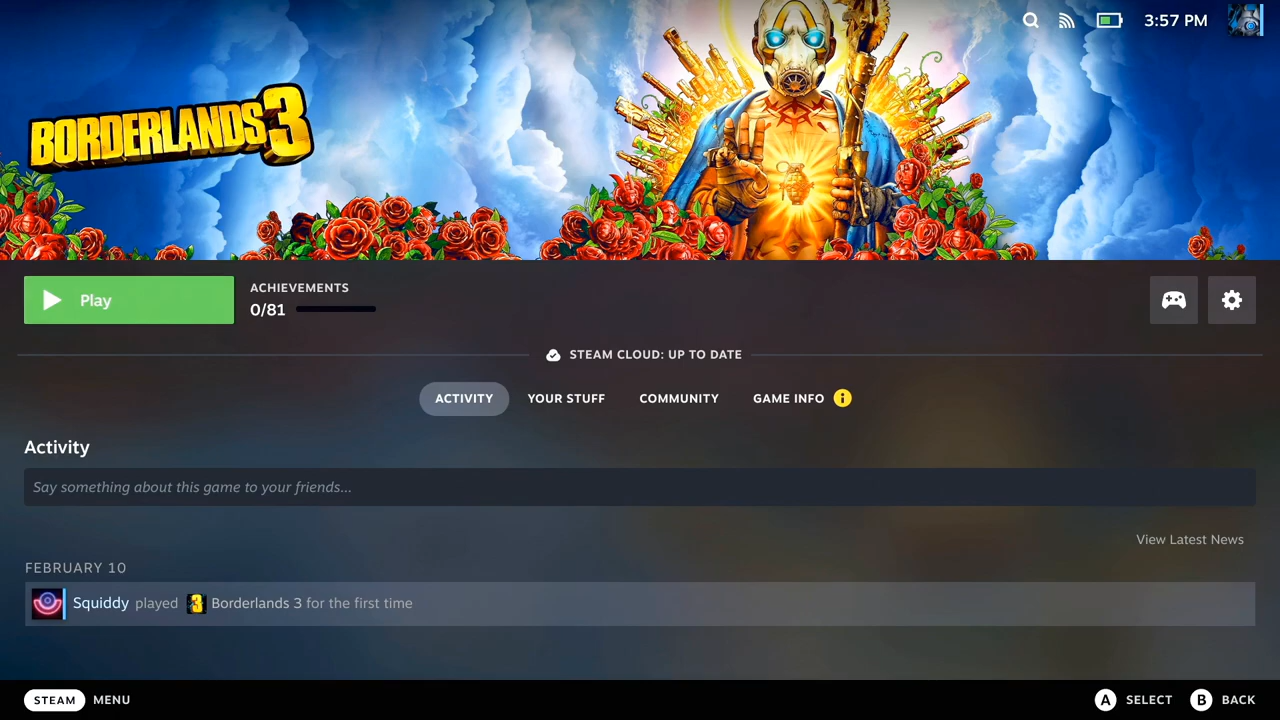 3:57 PM
BORDERLANDS 3
Play
ACHIEVEMENTS
0/81
STEAM CLOUD: UP TO DATE
ACTIVITY YOUR STUFF COMMUNITY GAME INFO i
Activity
Say something about this game to your friends...
View Latest News
FEBRUARY 10
Squiddy played 3 Borderlands 3 for the first time
STEAM MENU A SELECT B BACK